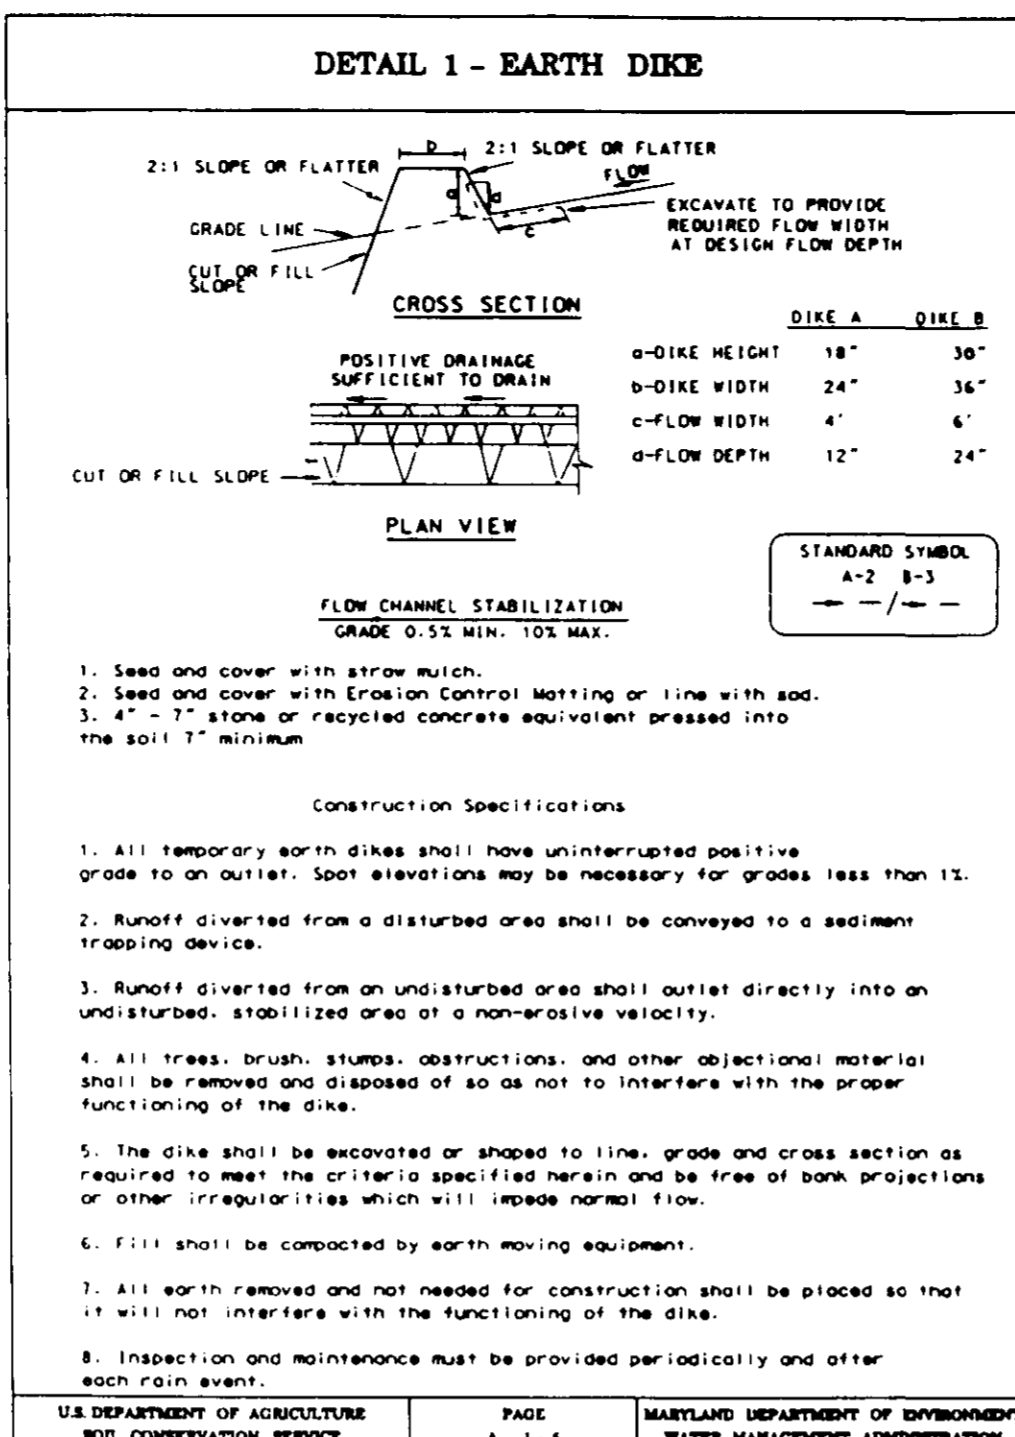 DETAIL 1 - EARTH DIKE
b
2:1 SLOPE OR FLATTER
2:1 SLOPE OR FLATTER
FLOW
a
d
EXCAVATE TO PROVIDE
REQUIRED FLOW WIDTH
AT DESIGN FLOW DEPTH
GRADE LINE
c
CUT OR FILL
SLOPE
CROSS SECTION
DIKE A DIKE B
a-DIKE HEIGHT 18" 30"
b-DIKE WIDTH 24" 36"
c-FLOW WIDTH 4' 6'
d-FLOW DEPTH 12" 24"
POSITIVE DRAINAGE
SUFFICIENT TO DRAIN
CUT OR FILL SLOPE
PLAN VIEW
STANDARD SYMBOL
A-2 B-3
FLOW CHANNEL STABILIZATION
GRADE 0.5% MIN. 10% MAX.
1. Seed and cover with straw mulch.
2. Seed and cover with Erosion Control Matting or line with sod.
3. 4" - 7" stone or recycled concrete equivalent pressed into
the soil 7" minimum
Construction Specifications
1. All temporary earth dikes shall have uninterrupted positive
grade to an outlet. Spot elevations may be necessary for grades less than 1%.
2. Runoff diverted from a disturbed area shall be conveyed to a sediment
trapping device.
3. Runoff diverted from an undisturbed area shall outlet directly into an
undisturbed, stabilized area at a non-erosive velocity.
4. All trees, brush, stumps, obstructions, and other objectional material
shall be removed and disposed of so as not to interfere with the proper
functioning of the dike.
5. The dike shall be excavated or shaped to line, grade and cross section as
required to meet the criteria specified herein and be free of bank projections
or other irregularities which will impede normal flow.
6. Fill shall be compacted by earth moving equipment.
7. All earth removed and not needed for construction shall be placed so that
it will not interfere with the functioning of the dike.
8. Inspection and maintenance must be provided periodically and after
each rain event.
U.S. DEPARTMENT OF AGRICULTURE
SOIL CONSERVATION SERVICE
PAGE
MARYLAND DEPARTMENT OF ENVIRONMENT
WATER MANAGEMENT ADMINISTRATION